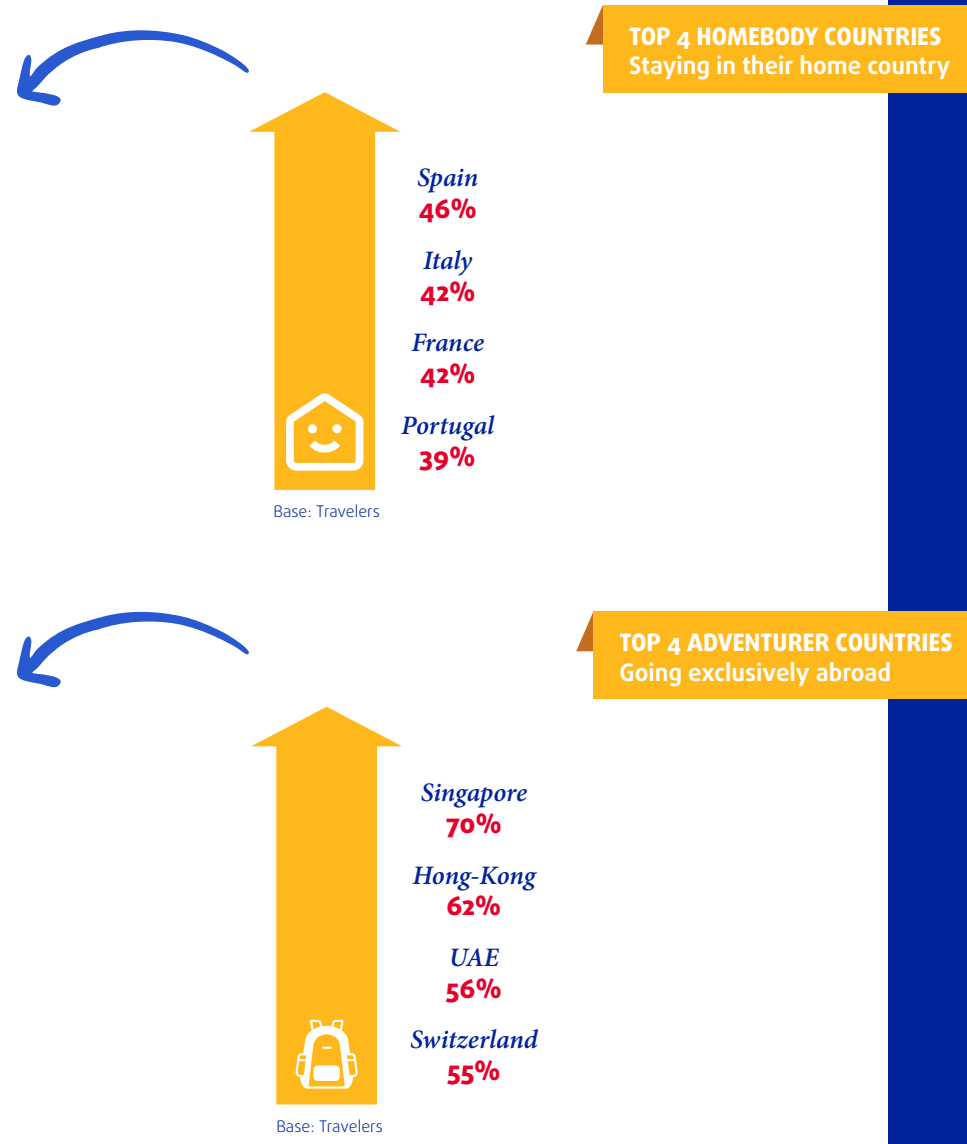 TOP 4 HOMEBODY COUNTRIES
Staying in their home country
Spain
46%
Italy
42%
France
42%
Portugal
39%
Base: Travelers
TOP 4 ADVENTURER COUNTRIES
Going exclusively abroad
Singapore
70%
Hong-Kong
62%
UAE
56%
Switzerland
55%
Base: Travelers